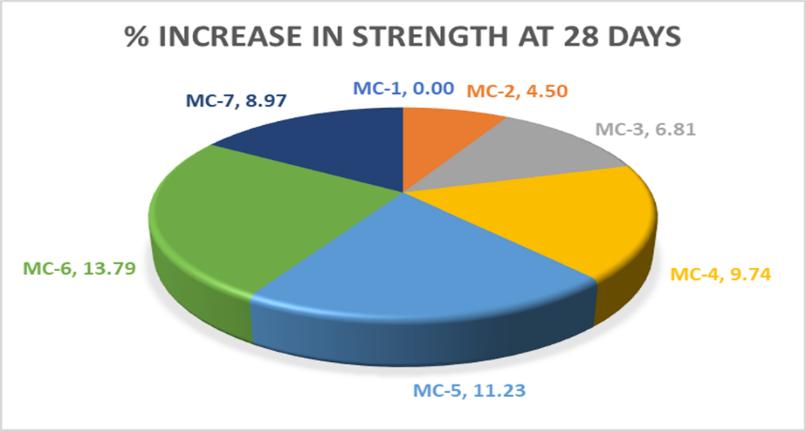 % INCREASE IN STRENGTH AT 28 DAYS
MC-1, 0.00
MC-2, 4.50
MC-3, 6.81
MC-4, 9.74
MC-5, 11.23
MC-6, 13.79
MC-7, 8.97